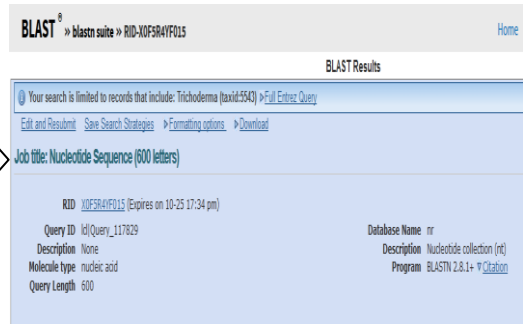 BLAST ® » blastn suite » RID-X0F5R4YF015
Home
BLAST Results
Your search is limited to records that include: Trichoderma (taxid:5543) ▶Full Entrez Query
Edit and Resubmit Save Search Strategies ▶Formatting options ▶Download
Job title: Nucleotide Sequence (600 letters)
RID X0F5R4YF015 (Expires on 10-25 17:34 pm)
Query ID lcl|Query_117829
Description None
Molecule type nucleic acid
Query Length 600
Database Name nr
Description Nucleotide collection (nt)
Program BLASTN 2.8.1+ ▼Citation